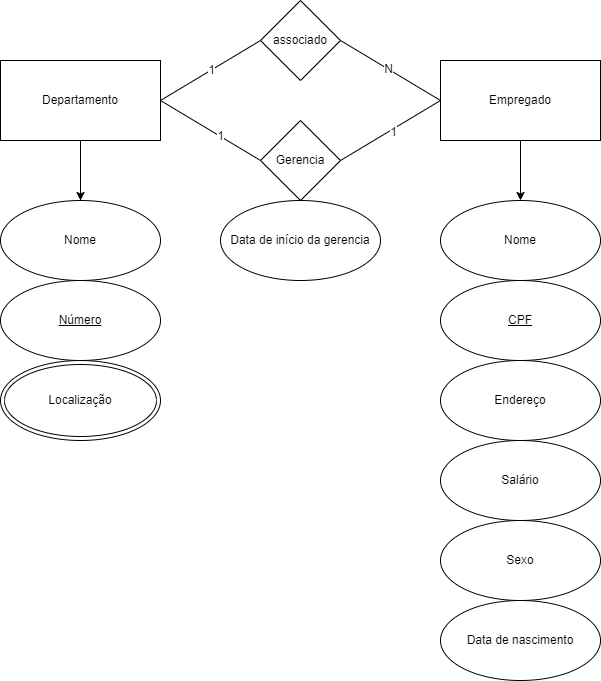 associado
1
N
Departamento
Empregado
1
1
Gerencia
Nome
Data de início da gerencia
Nome
Número
CPF
Localização
Endereço
Salário
Sexo
Data de nascimento